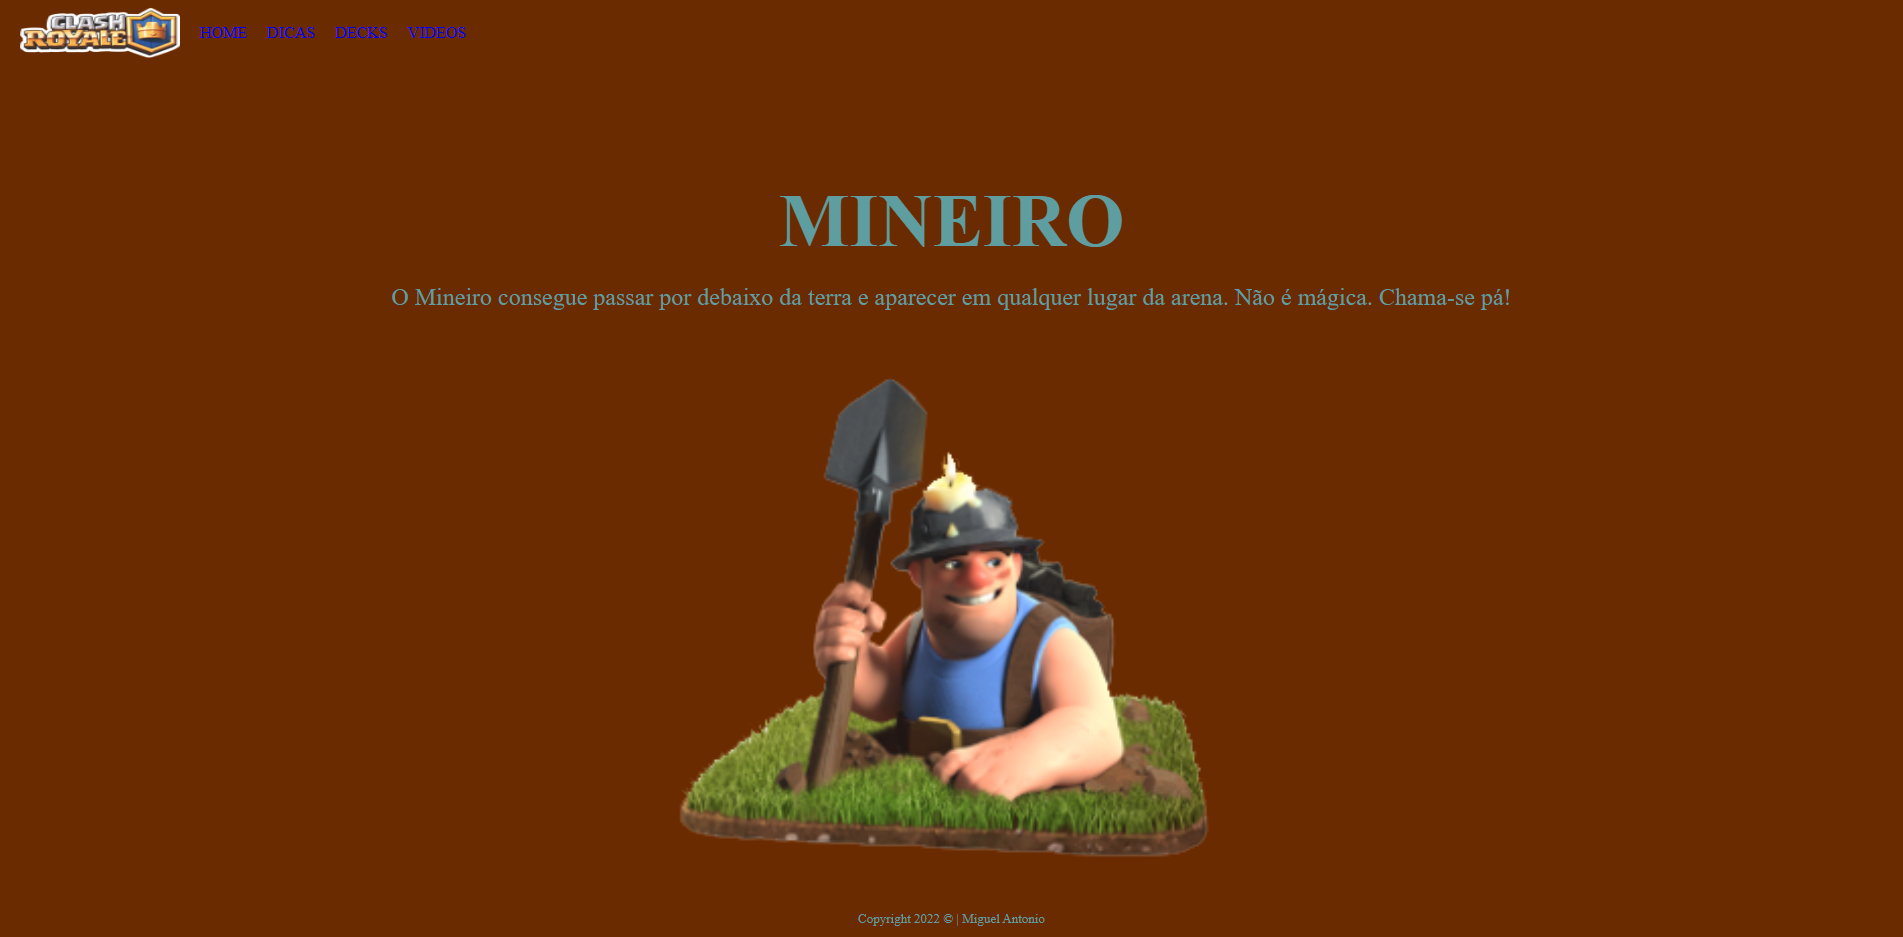 CLASH
ROYALE
HOME DICAS DECKS VIDEOS
MINEIRO
O Mineiro consegue passar por debaixo da terra e aparecer em qualquer lugar da arena. Não é mágica. Chama-se pá!
Copyright 2022 © | Miguel Antonio